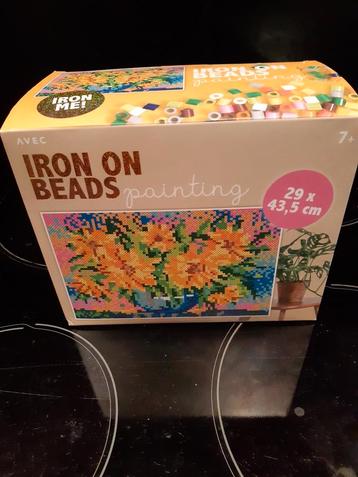 IRON ON
BEADS
painting
IRON
ME!
AVEC
7+
IRON ON
BEADS
painting
29 x
43,5 cm